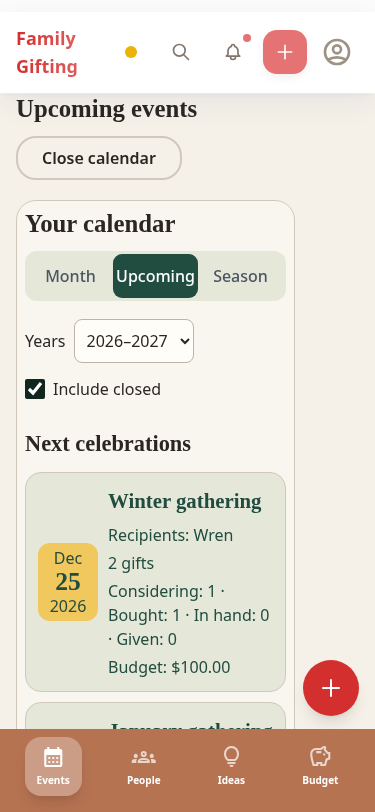 Family
Gifting
Upcoming events
Close calendar
Your calendar
Month Upcoming Season
Years 2026–2027
Include closed
Next celebrations
Winter gathering
Dec
25
2026
Recipients: Wren
2 gifts
Considering: 1 ·
Bought: 1 · In hand: 0
· Given: 0
Budget: $100.00
January gathering
Events People Ideas Budget